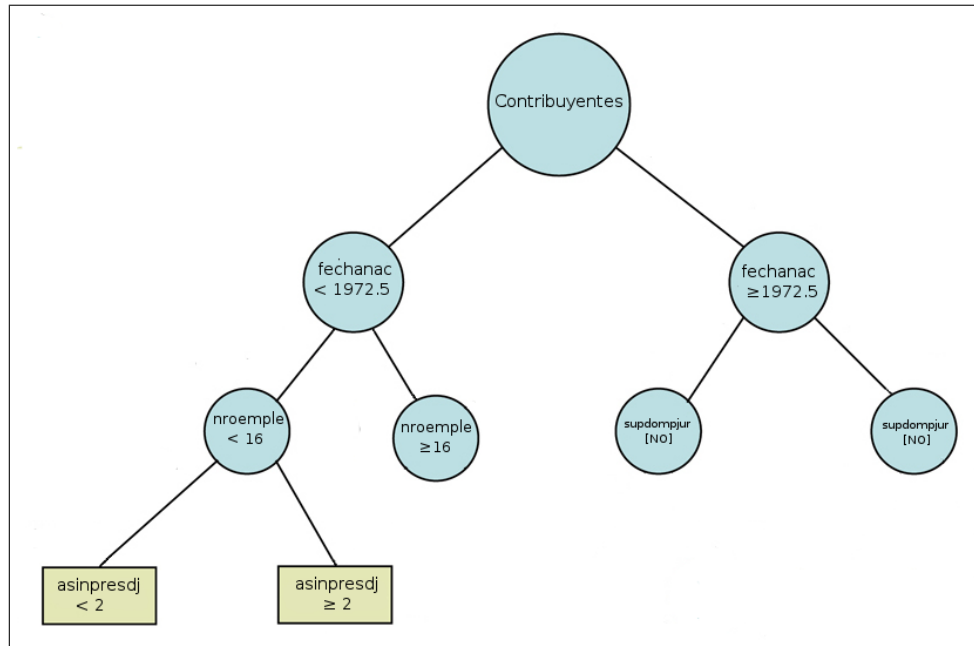 Contribuyentes
fechanac
< 1972.5
fechanac
≥1972.5
nroemple
< 16
nroemple
≥16
supdompjur
[NO]
supdompjur
[NO]
asinpresdj
< 2
asinpresdj
≥ 2